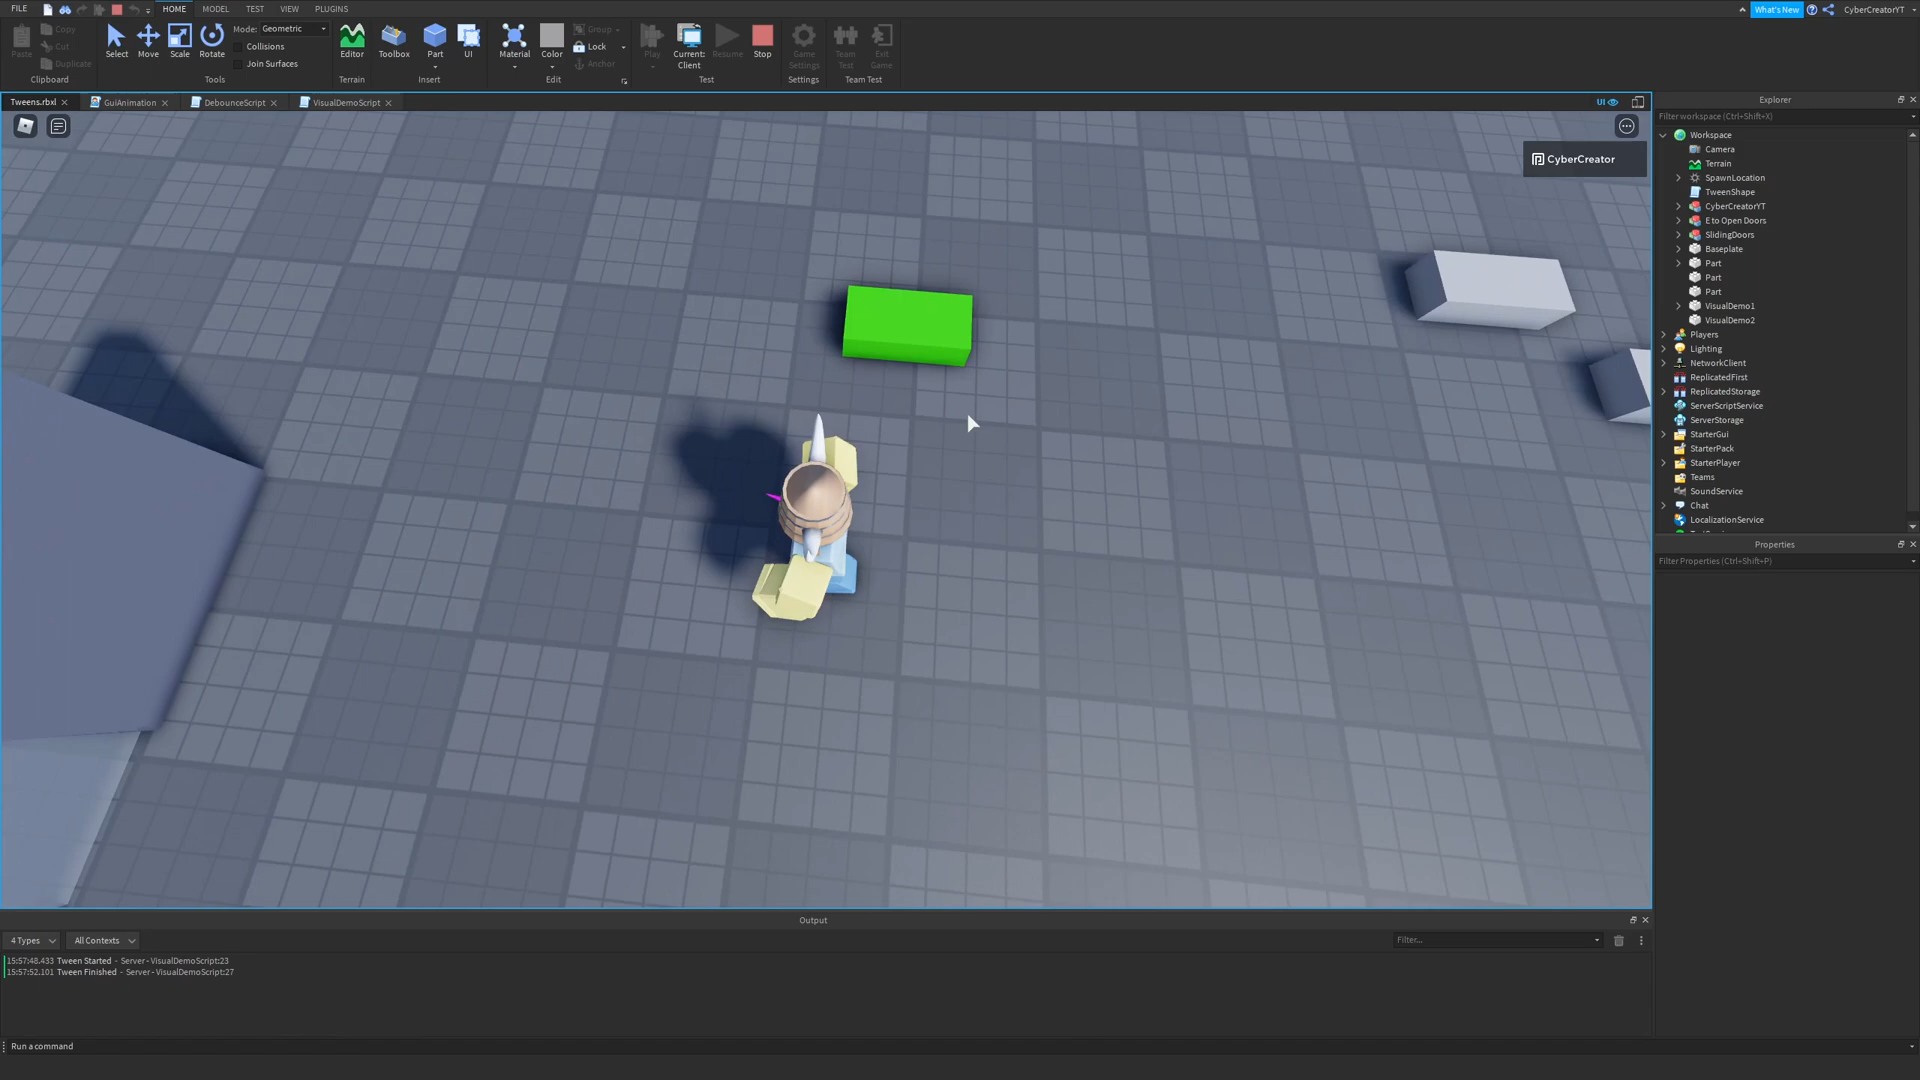 FILE HOME MODEL TEST VIEW PLUGINS What's New CyberCreatorYT
Paste Copy Cut Duplicate Clipboard
Select Move Scale Rotate Mode: Geometric Collisions Join Surfaces Tools
Editor Terrain
Toolbox Part UI Insert
Material Color Group Lock Anchor Edit
Play Current: Client Resume Stop Test
Game Settings Settings
Team Test Exit Game Team Test
Tweens.rbxl GuiAnimation DebounceScript VisualDemoScript UI
CyberCreator
Explorer
Filter workspace (Ctrl+Shift+X)
Workspace
Camera
Terrain
SpawnLocation
TweenShape
CyberCreatorYT
E to Open Doors
SlidingDoors
Baseplate
Part
Part
Part
VisualDemo1
VisualDemo2
Players
Lighting
NetworkClient
ReplicatedFirst
ReplicatedStorage
ServerScriptService
ServerStorage
StarterGui
StarterPack
StarterPlayer
Teams
SoundService
Chat
LocalizationService
Properties
Filter Properties (Ctrl+Shift+P)
Output
4 Types All Contexts Filter...
15:57:48.433 Tween Started - Server - VisualDemoScript:23
15:57:52.101 Tween Finished - Server - VisualDemoScript:27
Run a command